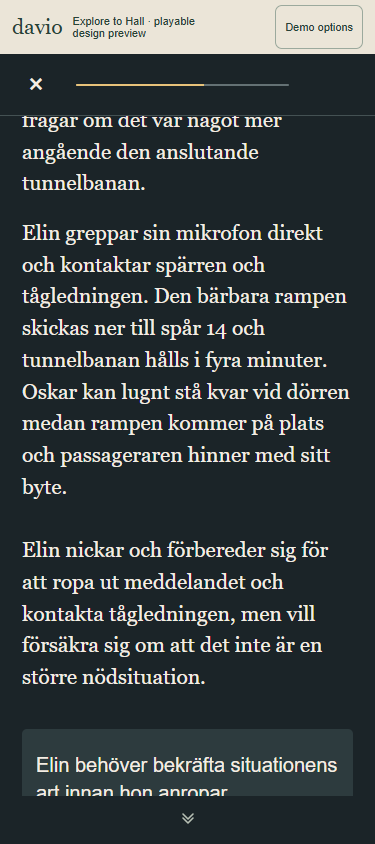 davio
Explore to Hall · playable
design preview
Demo options
frågar om det var något mer
angående den anslutande
tunnelbanan.
Elin greppar sin mikrofon direkt
och kontaktar spärren och
tågledningen. Den bärbara rampen
skickas ner till spår 14 och
tunnelbanan hålls i fyra minuter.
Oskar kan lugnt stå kvar vid dörren
medan rampen kommer på plats
och passageraren hinner med sitt
byte.
Elin nickar och förbereder sig för
att ropa ut meddelandet och
kontakta tågledningen, men vill
försäkra sig om att det inte är en
större nödsituation.
Elin behöver bekräfta situationens
art innan hon anropar